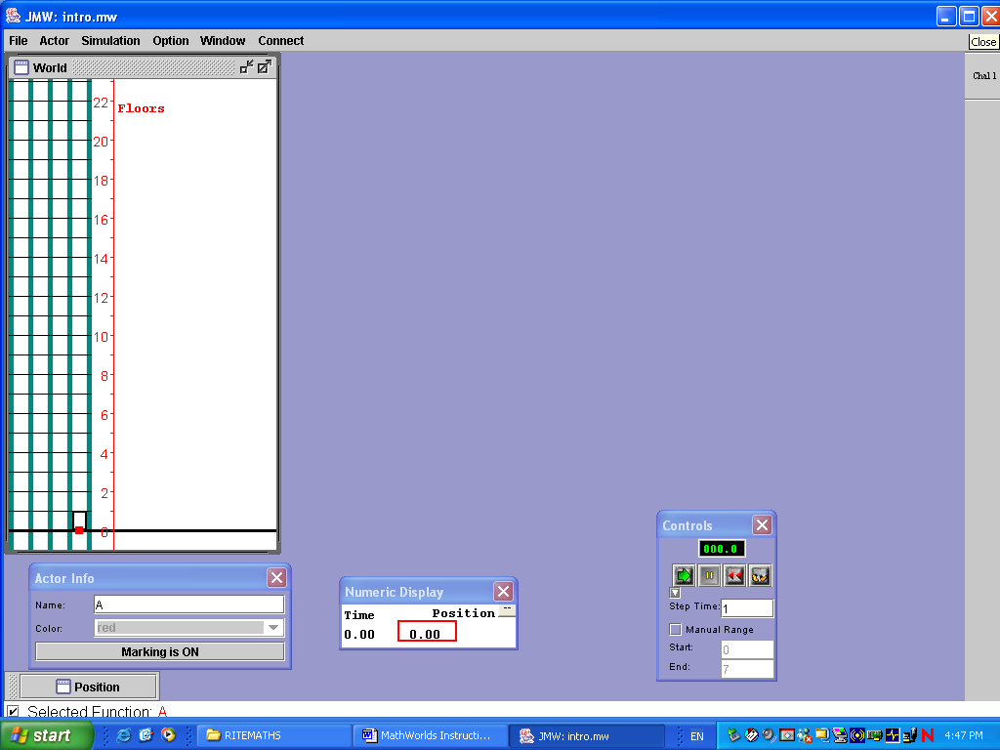 JMW: intro.mw
File Actor Simulation Option Window Connect
Close
World
Chal 1
22
Floors
20
18
16
14
12
10
8
6
4
2
0
Controls
000.0
Step Time: 1
Manual Range
Start: 0
End: 7
Actor Info
Name: A
Color: red
Marking is ON
Numeric Display
Time Position --
0.00 0.00
Position
Selected Function: A
start RITEMATHS MathWorlds Instructi... JMW: intro.mw EN 4:47 PM